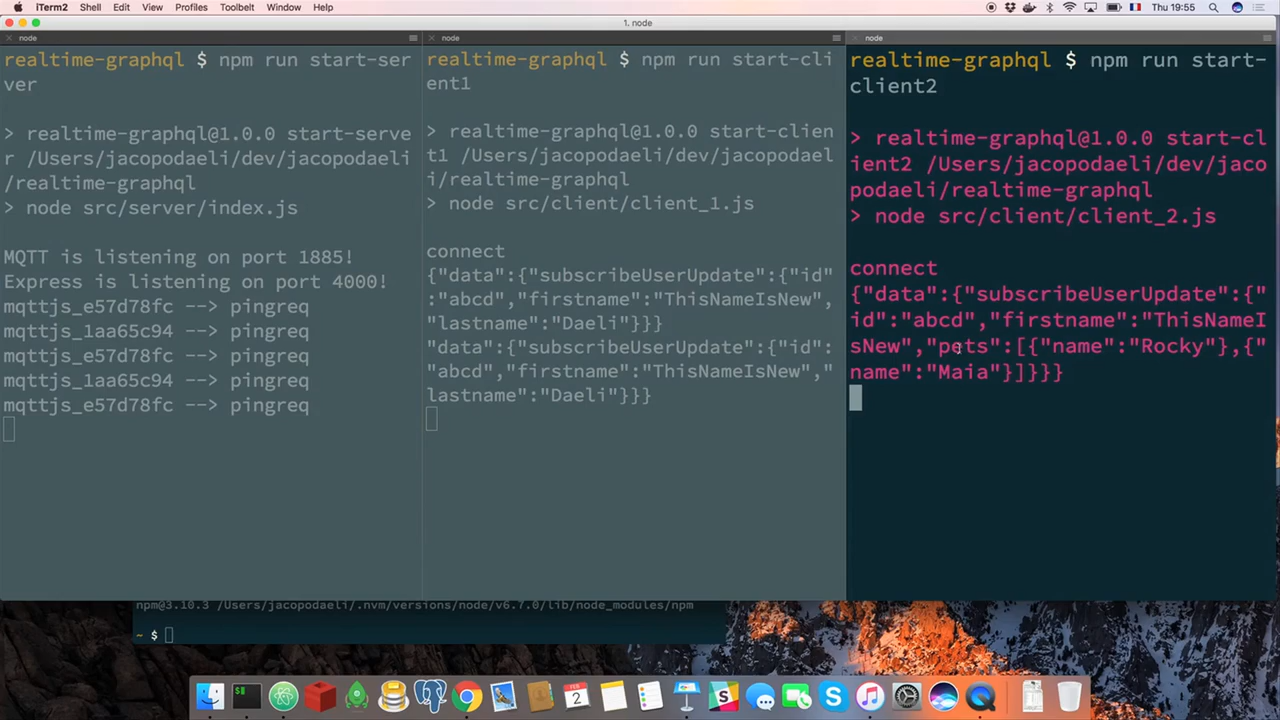 iTerm2 Shell Edit View Profiles Toolbelt Window Help Thu 19:55
1. node
node
realtime-graphql $ npm run start-ser
ver
> realtime-graphql@1.0.0 start-serve
r /Users/jacopodaeli/dev/jacopodaeli
/realtime-graphql
> node src/server/index.js
MQTT is listening on port 1885!
Express is listening on port 4000!
mqttjs_e57d78fc --> pingreq
mqttjs_1aa65c94 --> pingreq
mqttjs_e57d78fc --> pingreq
mqttjs_1aa65c94 --> pingreq
mqttjs_e57d78fc --> pingreq
node
realtime-graphql $ npm run start-cli
ent1
> realtime-graphql@1.0.0 start-clien
t1 /Users/jacopodaeli/dev/jacopodael
i/realtime-graphql
> node src/client/client_1.js
connect
{"data":{"subscribeUserUpdate":{"id"
:"abcd","firstname":"ThisNameIsNew",
"lastname":"Daeli"}}}
{"data":{"subscribeUserUpdate":{"id":
"abcd","firstname":"ThisNameIsNew","
lastname":"Daeli"}}}
node
realtime-graphql $ npm run start-
client2
> realtime-graphql@1.0.0 start-cl
ient2 /Users/jacopodaeli/dev/jaco
podaeli/realtime-graphql
> node src/client/client_2.js
connect
{"data":{"subscribeUserUpdate":{"
id":"abcd","firstname":"ThisNameI
sNew","pets":[{"name":"Rocky"},{"
name":"Maia"}]}}}
npm@3.10.3 /Users/jacopodaeli/.nvm/versions/node/v6.7.0/lib/node_modules/npm
~ $
FEB
2